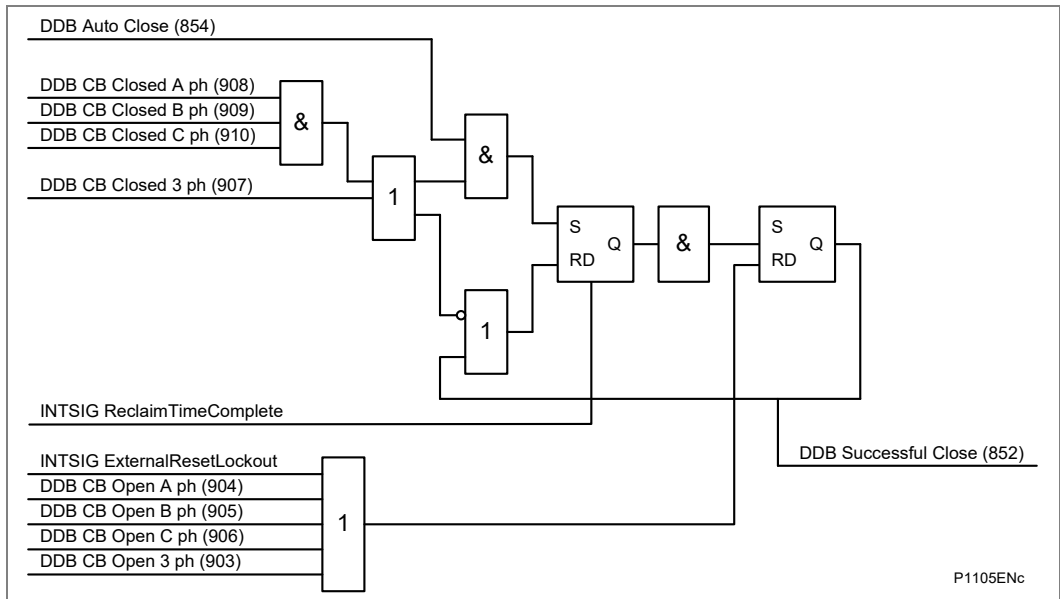 DDB Auto Close (854)
DDB CB Closed A ph (908)
DDB CB Closed B ph (909)
DDB CB Closed C ph (910)
&
&
DDB CB Closed 3 ph (907)
1
S
Q
RD
&
S
Q
RD
1
INTSIG ReclaimTimeComplete
DDB Successful Close (852)
INTSIG ExternalResetLockout
DDB CB Open A ph (904)
DDB CB Open B ph (905)
DDB CB Open C ph (906)
DDB CB Open 3 ph (903)
1
P1105ENc